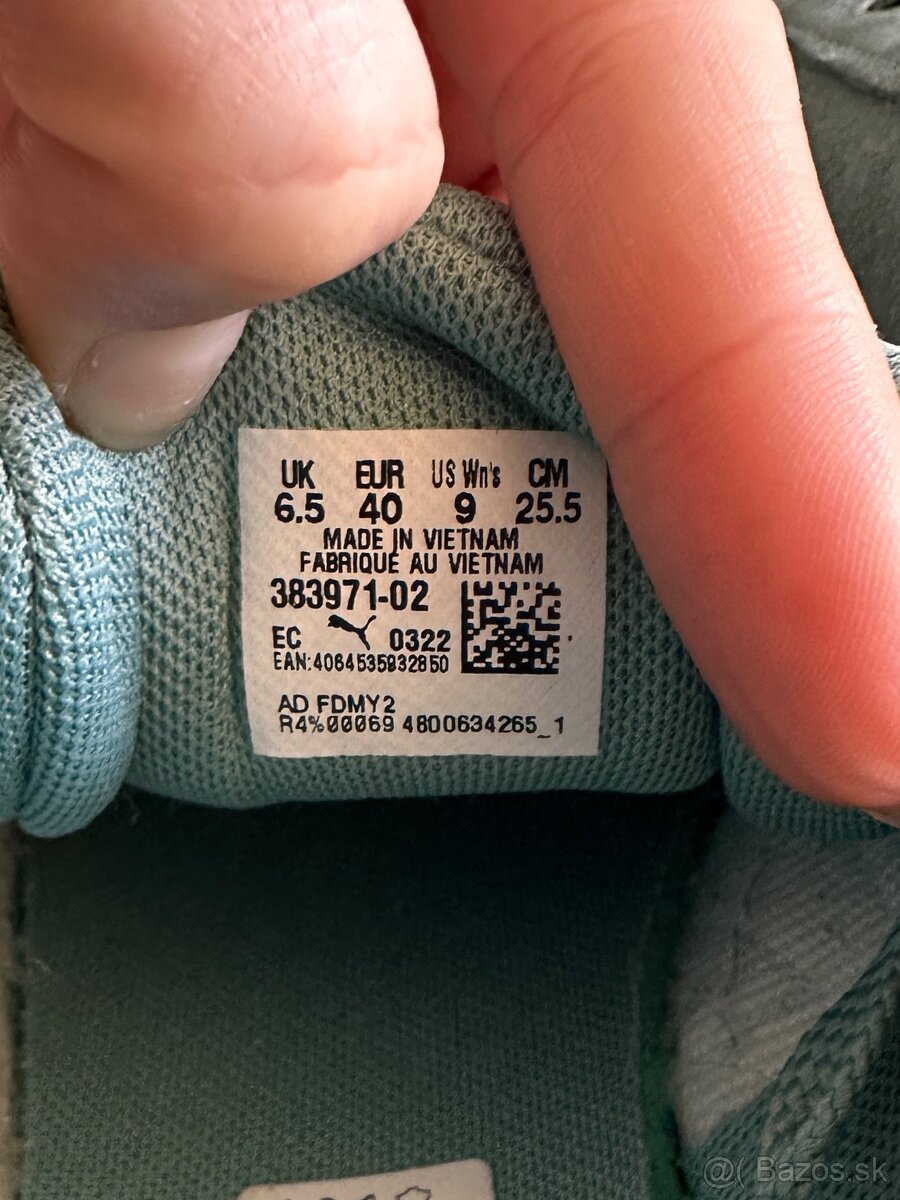 UK EUR US Wn's CM
6.5 40 9 25.5
MADE IN VIETNAM
FABRIQUE AU VIETNAM
383971-02
EC 0322
EAN:4064535932850
AD FDMY2
R4%00069 4800634265_1
@( Bazos.sk